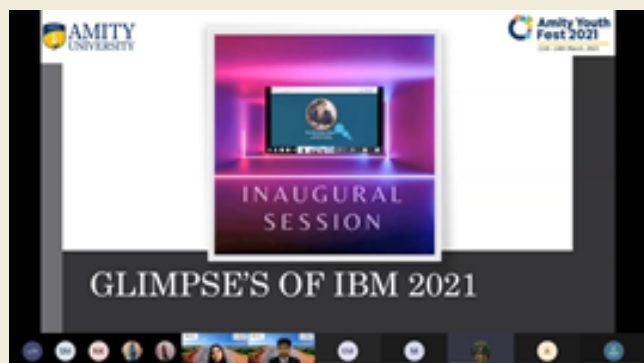 AMITY
UNIVERSITY
Amity Youth
Fest 2021
INAUGURAL
SESSION
GLIMPSE'S OF IBM 2021